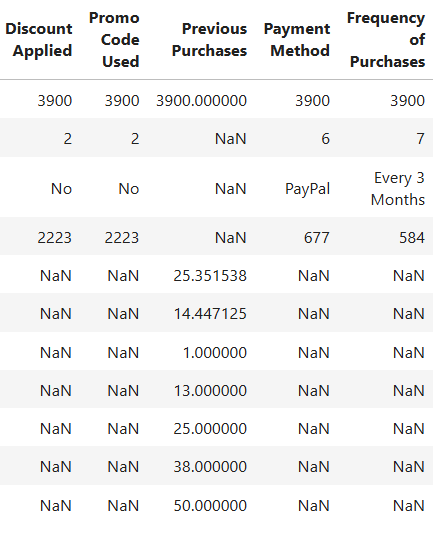 Discount Applied Promo Code Used Previous Purchases Payment Method Frequency of Purchases
3900 3900 3900.000000 3900 3900
2 2 NaN 6 7
No No NaN PayPal Every 3 Months
2223 2223 NaN 677 584
NaN NaN 25.351538 NaN NaN
NaN NaN 14.447125 NaN NaN
NaN NaN 1.000000 NaN NaN
NaN NaN 13.000000 NaN NaN
NaN NaN 25.000000 NaN NaN
NaN NaN 38.000000 NaN NaN
NaN NaN 50.000000 NaN NaN